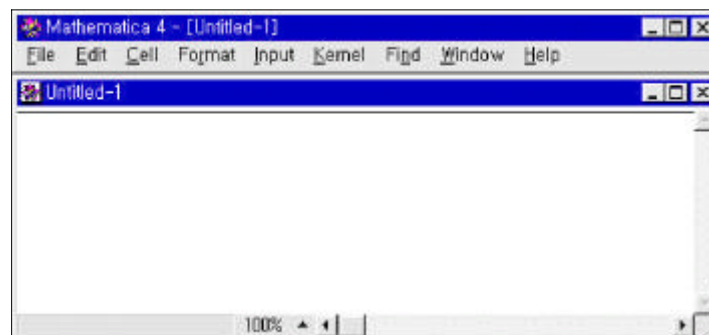 Mathematica 4 - [Untitled-1]
File Edit Cell Format Input Kernel Find Window Help
Untitled-1
100%